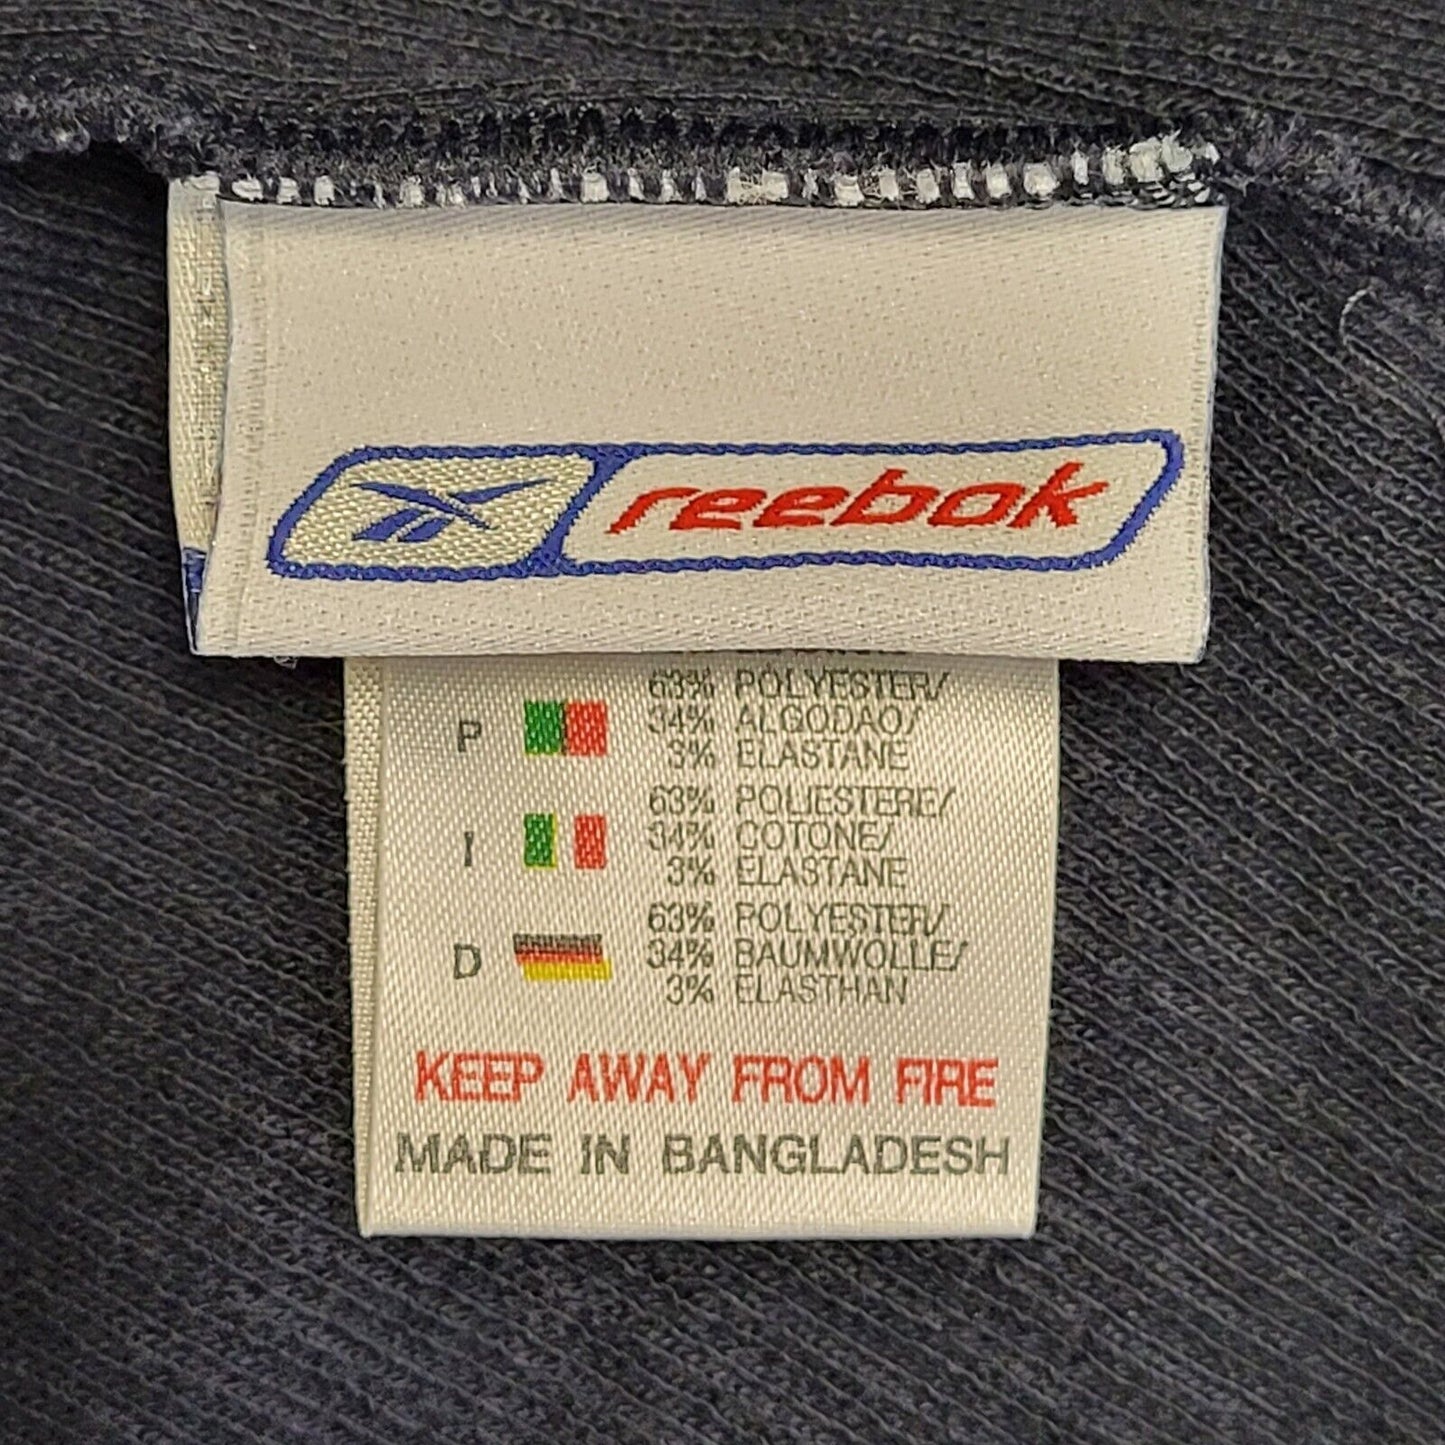 reebok
63% POLYESTER/
P 34% ALGODAO/
3% ELASTANE
63% POLIESTERE/
I 34% COTONE/
3% ELASTANE
63% POLYESTER/
D 34% BAUMWOLLE/
3% ELASTHAN
KEEP AWAY FROM FIRE
MADE IN BANGLADESH